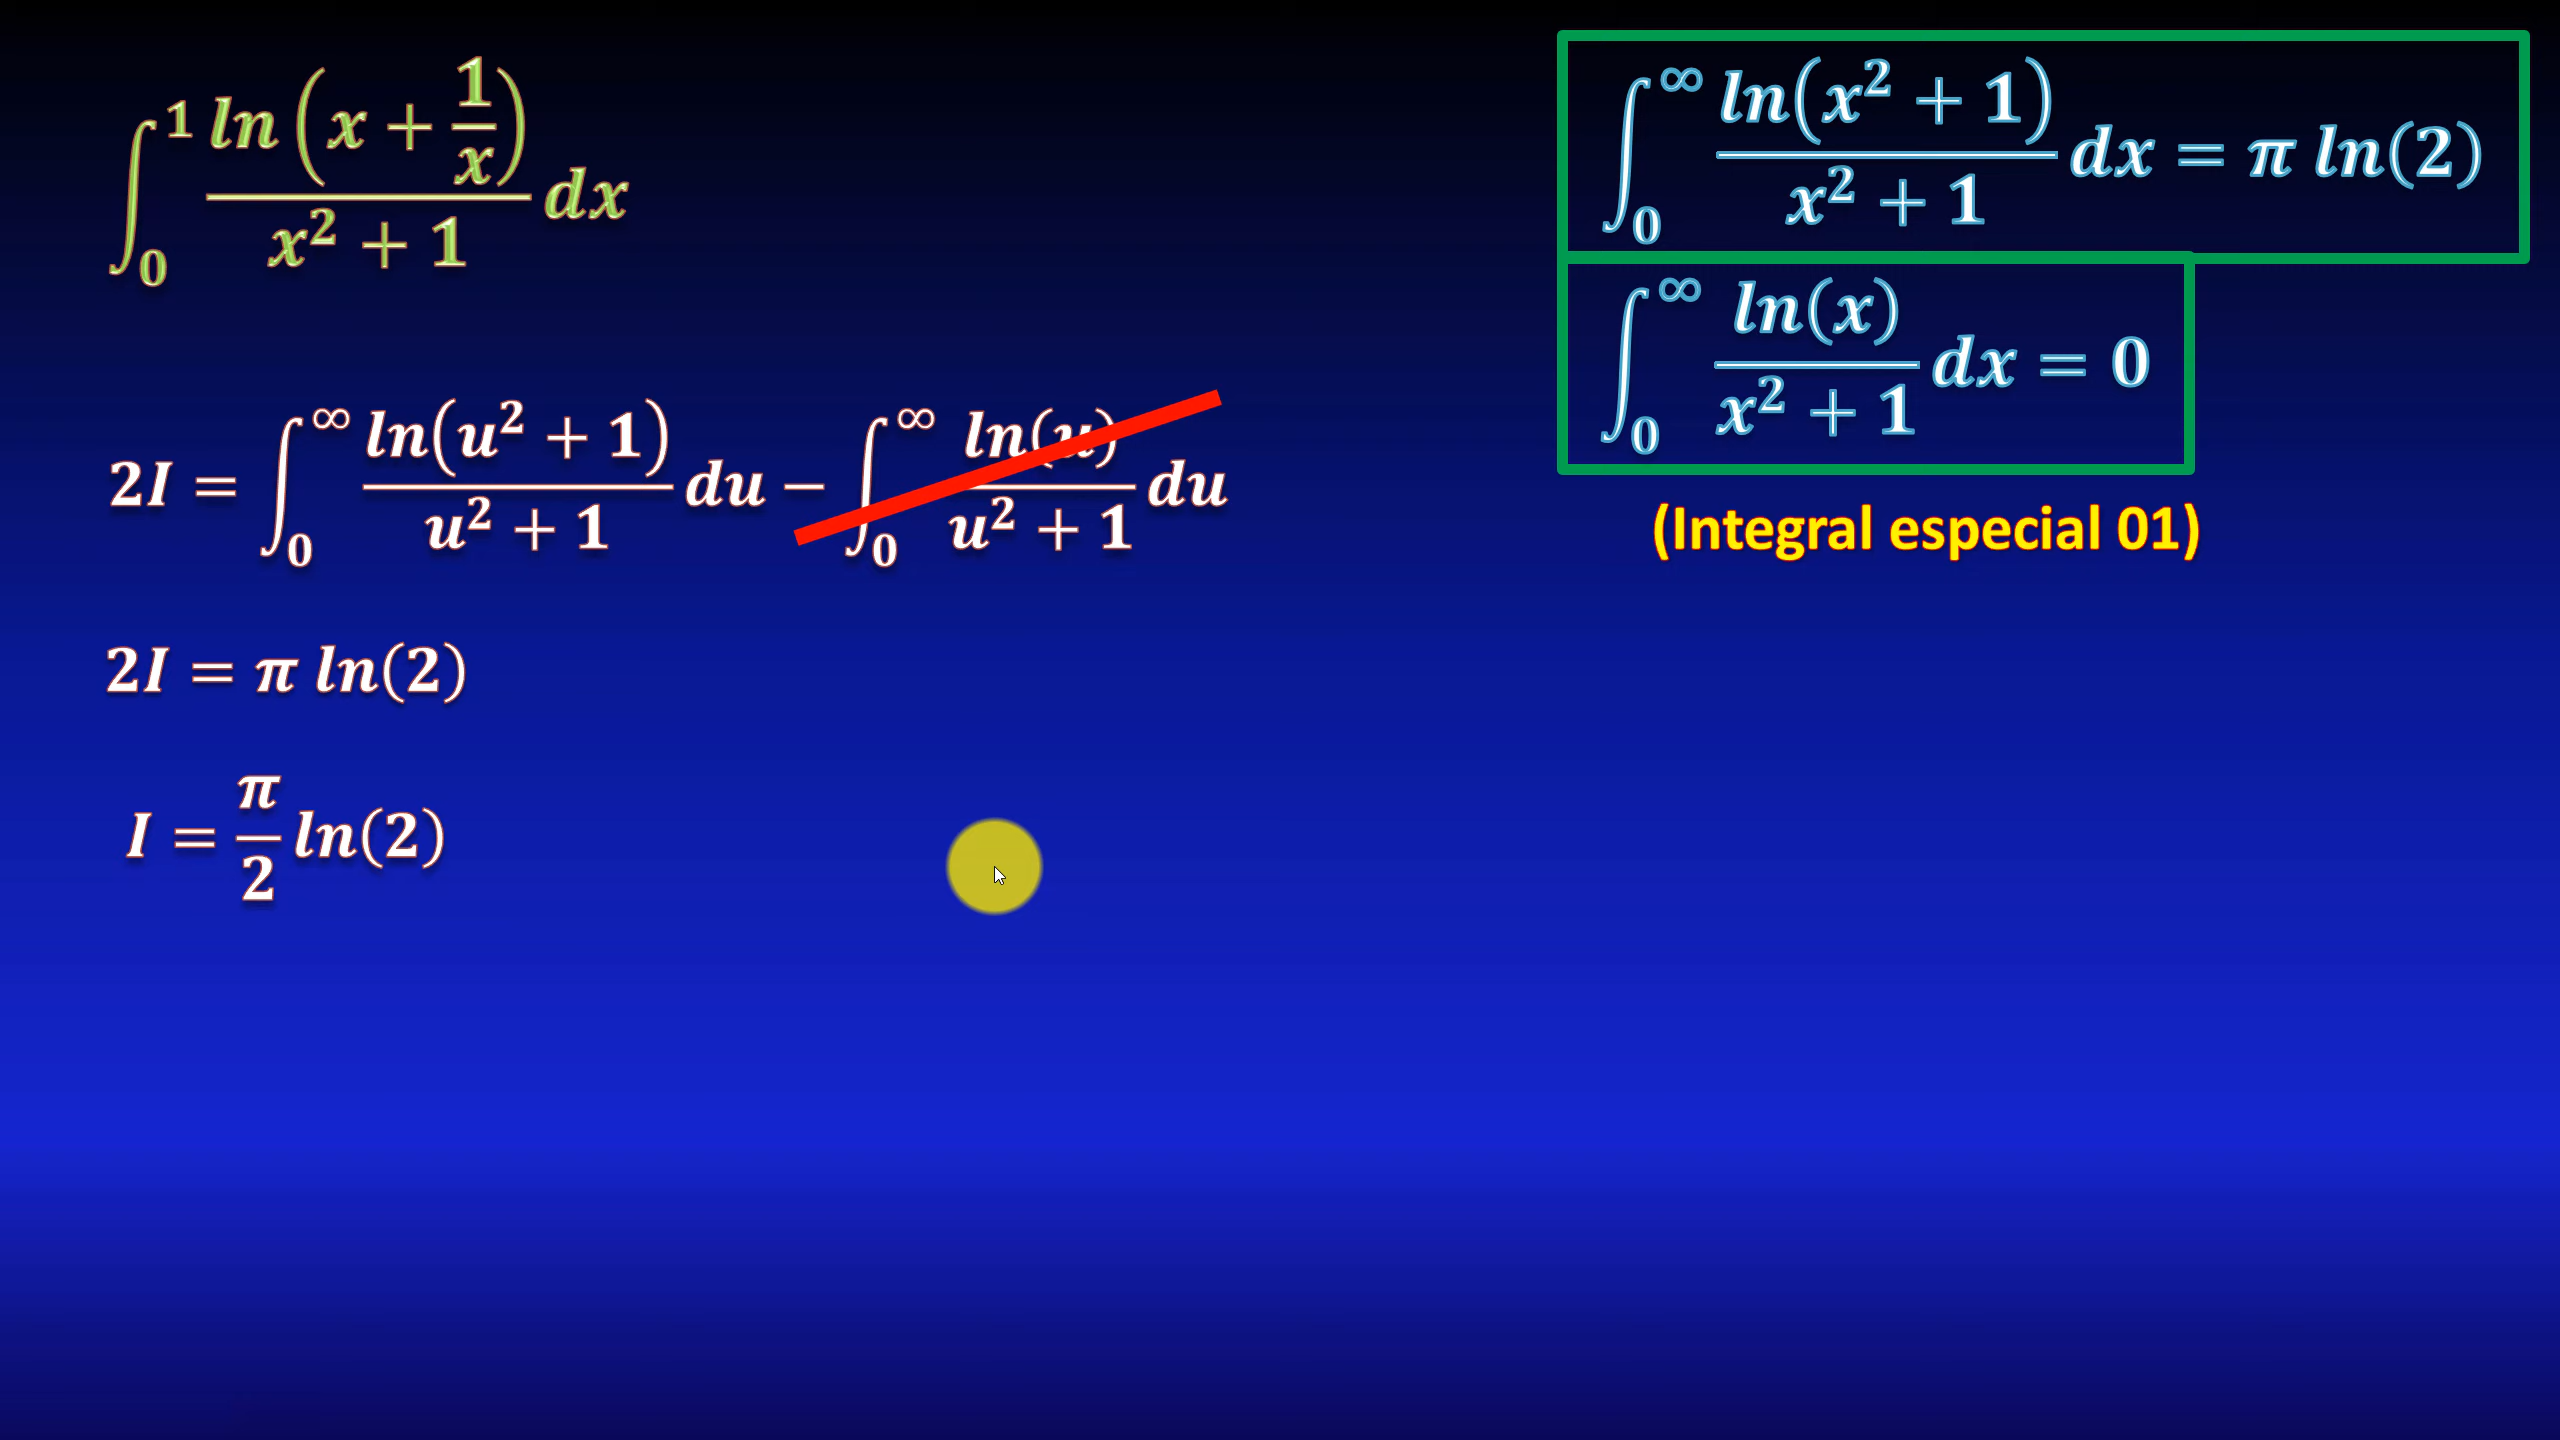 ∫₀¹ ln(x + 1/x) / (x² + 1) dx
∫₀^∞ ln(x² + 1) / (x² + 1) dx = π ln(2)
∫₀^∞ ln(x) / (x² + 1) dx = 0
(Integral especial 01)
2I = ∫₀^∞ ln(u² + 1) / (u² + 1) du − ∫₀^∞ ln(u) / (u² + 1) du
2I = π ln(2)
I = π/2 ln(2)